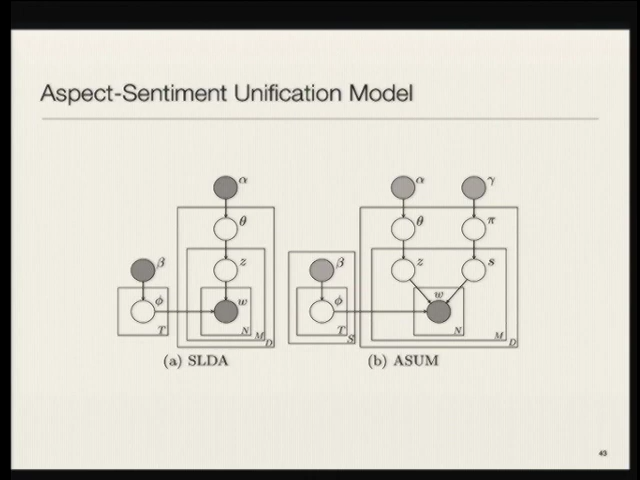 Aspect-Sentiment Unification Model
α
α
γ
θ
θ
π
β
z
β
z
s
ϕ
w
ϕ
w
T
N
M
D
T
S
N
M
D
(a) SLDA
(b) ASUM
43